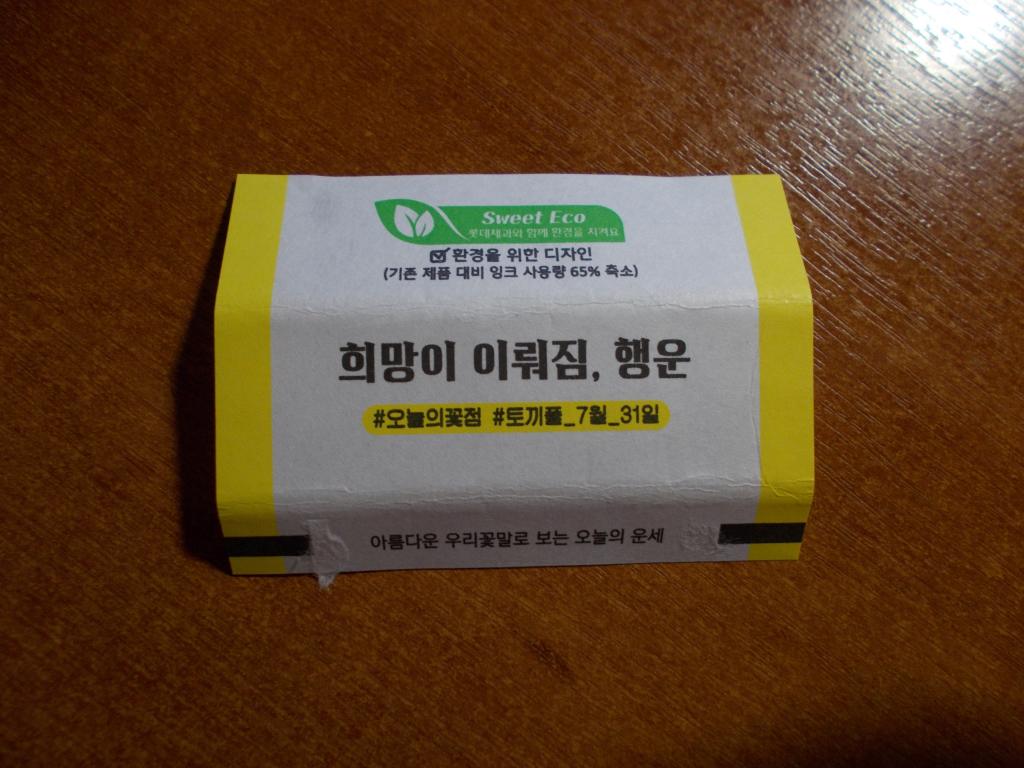 Sweet Eco
롯데제과와 함께 환경을 지켜요
환경을 위한 디자인
(기존 제품 대비 잉크 사용량 65% 축소)
희망이 이뤄짐, 행운
#오늘의꽃점 #토끼풀_7월_31일
아름다운 우리꽃말로 보는 오늘의 운세